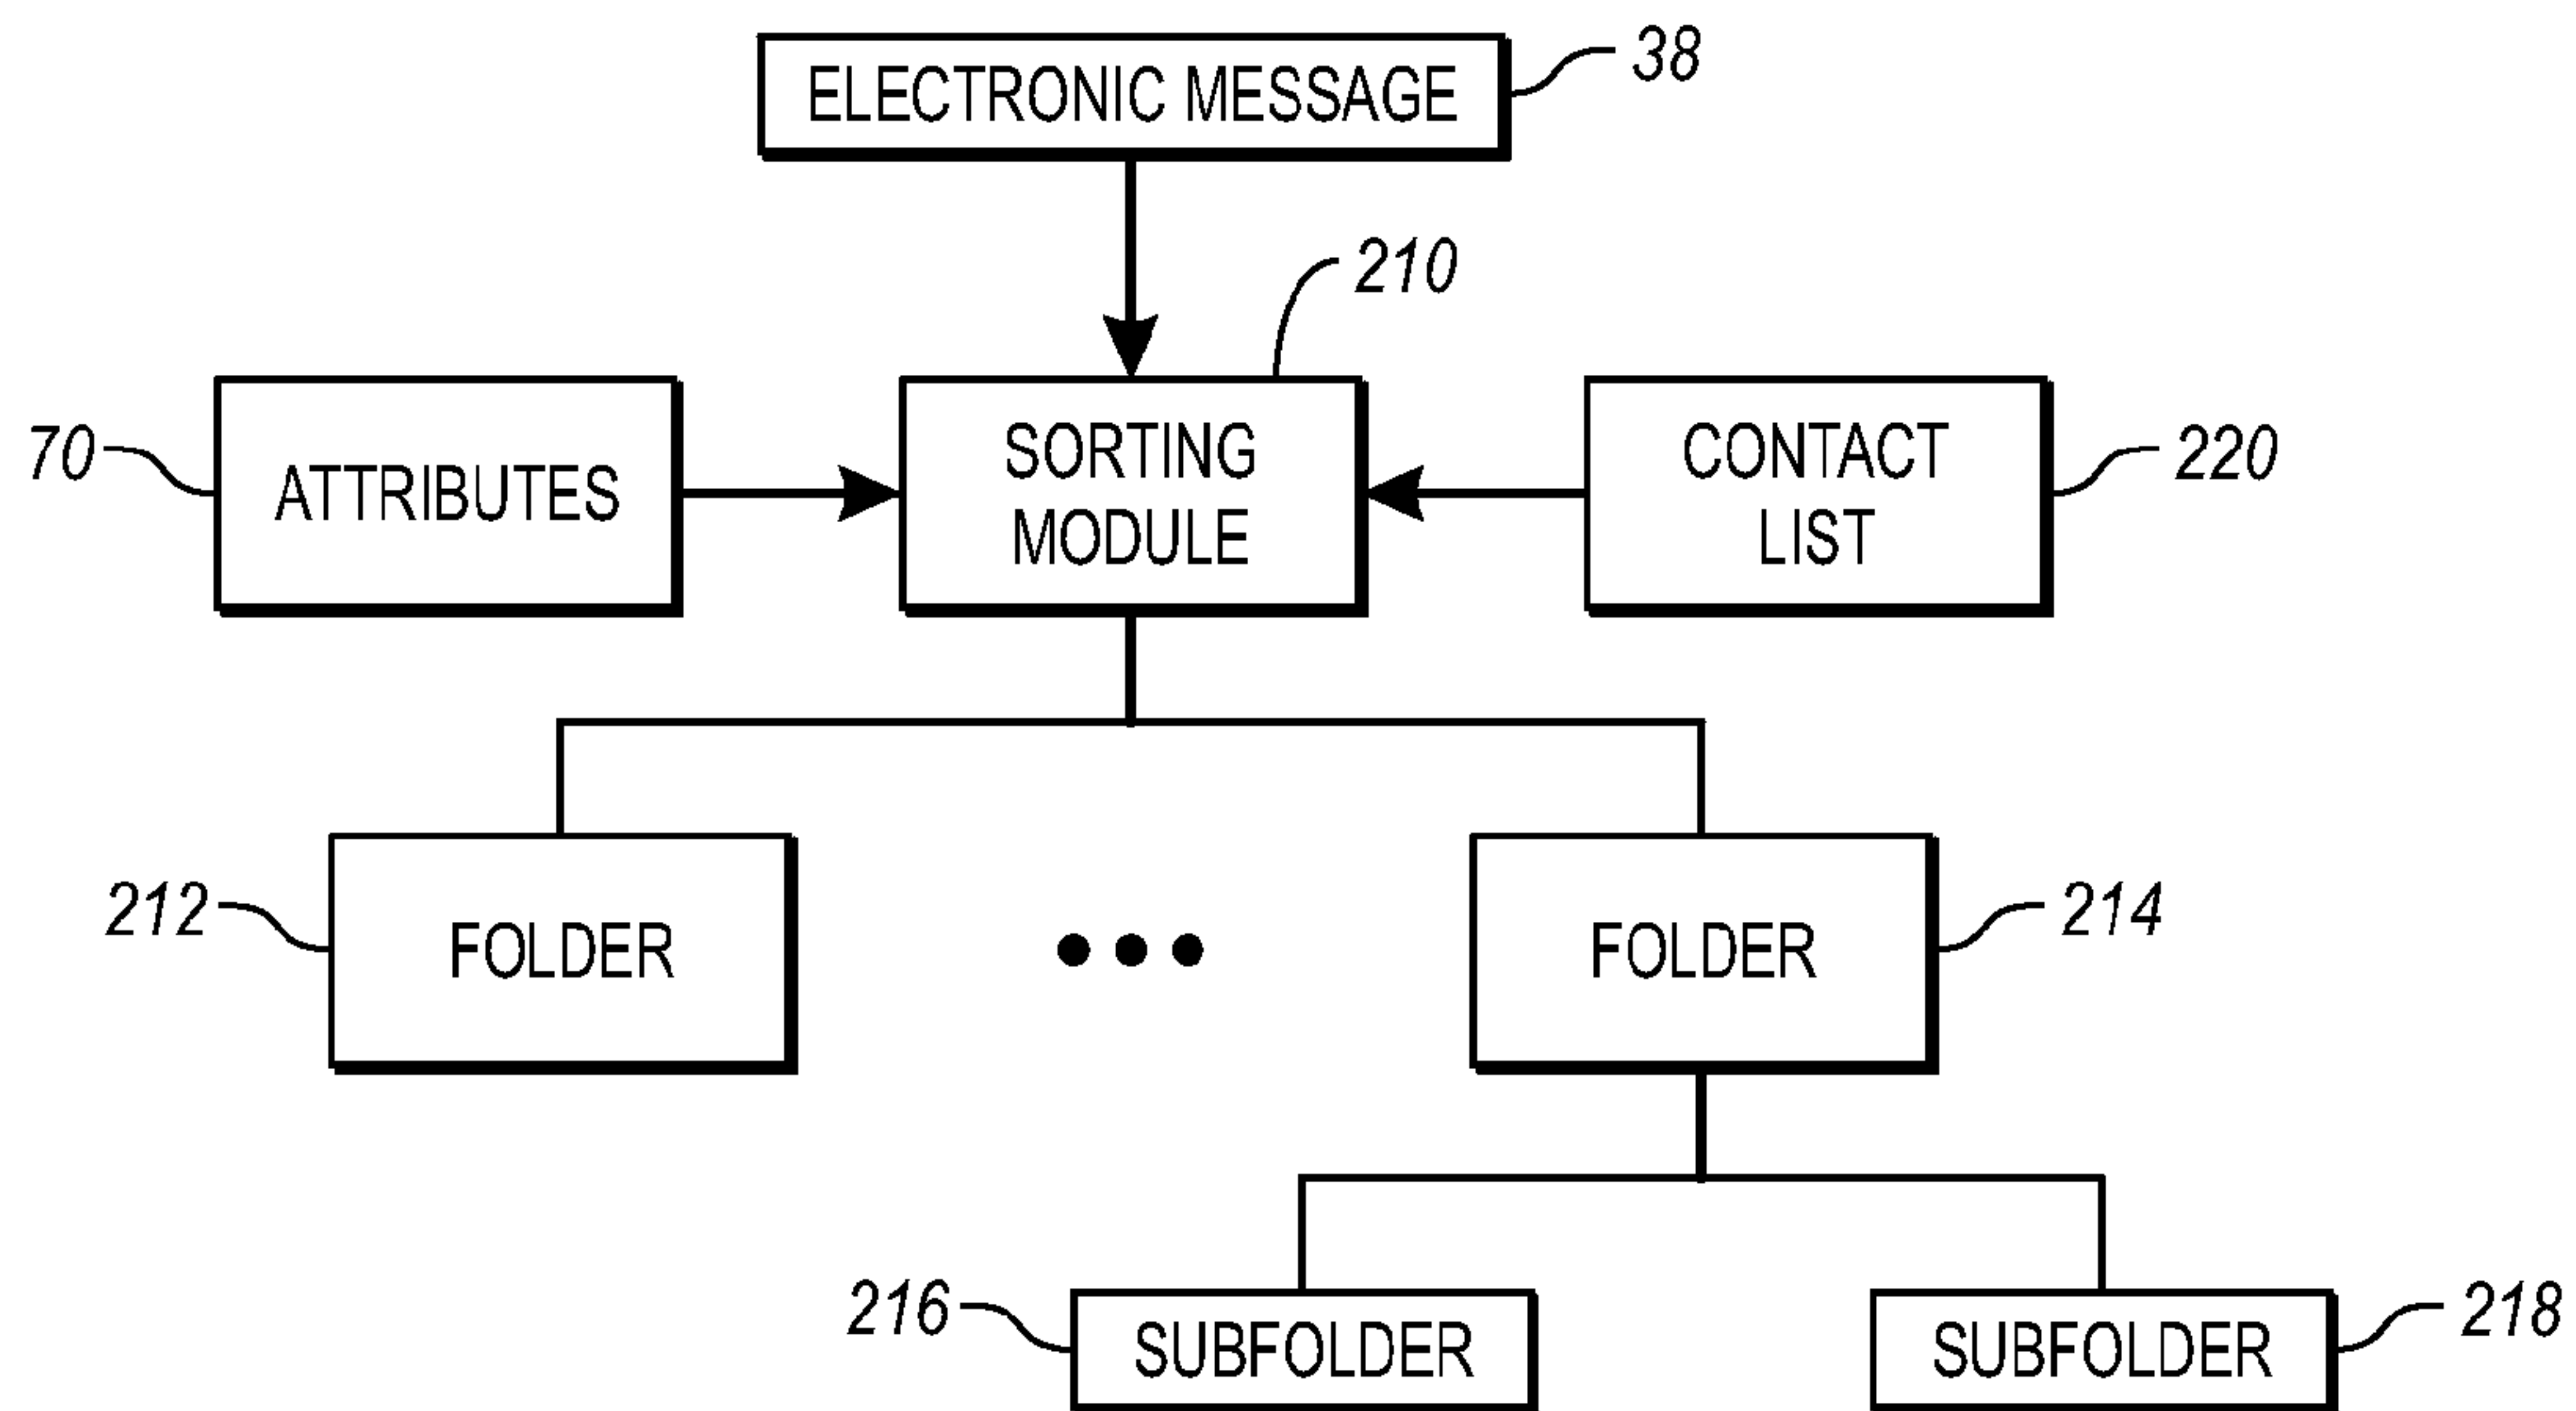 ELECTRONIC MESSAGE
38
210
70
ATTRIBUTES
SORTING
MODULE
CONTACT
LIST
220
212
FOLDER
FOLDER
214
216
SUBFOLDER
SUBFOLDER
218